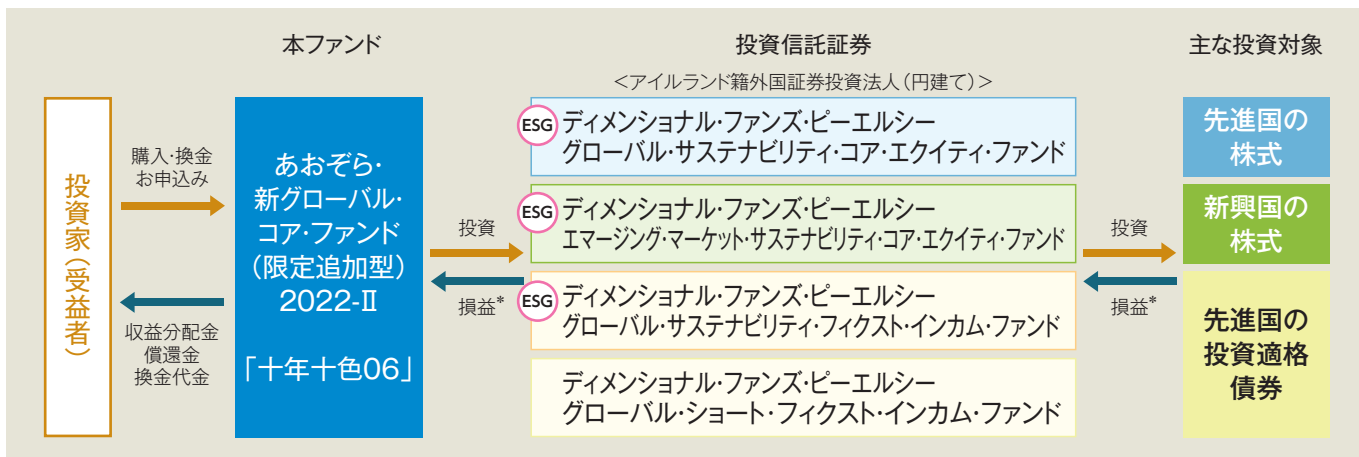 本ファンド
投資信託証券
主な投資対象
＜アイルランド籍外国証券投資法人（円建て）＞
投資家（受益者）
購入・換金
お申込み
収益分配金
償還金
換金代金
あおぞら・
新グローバル・
コア・ファンド
（限定追加型）
2022-Ⅱ
「十年十色06」
投資
損益*
ESG
ディメンショナル・ファンズ・ピーエルシー
グローバル・サステナビリティ・コア・エクイティ・ファンド
ESG
ディメンショナル・ファンズ・ピーエルシー
エマージング・マーケット・サステナビリティ・コア・エクイティ・ファンド
ESG
ディメンショナル・ファンズ・ピーエルシー
グローバル・サステナビリティ・フィクスト・インカム・ファンド
ディメンショナル・ファンズ・ピーエルシー
グローバル・ショート・フィクスト・インカム・ファンド
投資
損益*
先進国の
株式
新興国の
株式
先進国の
投資適格
債券